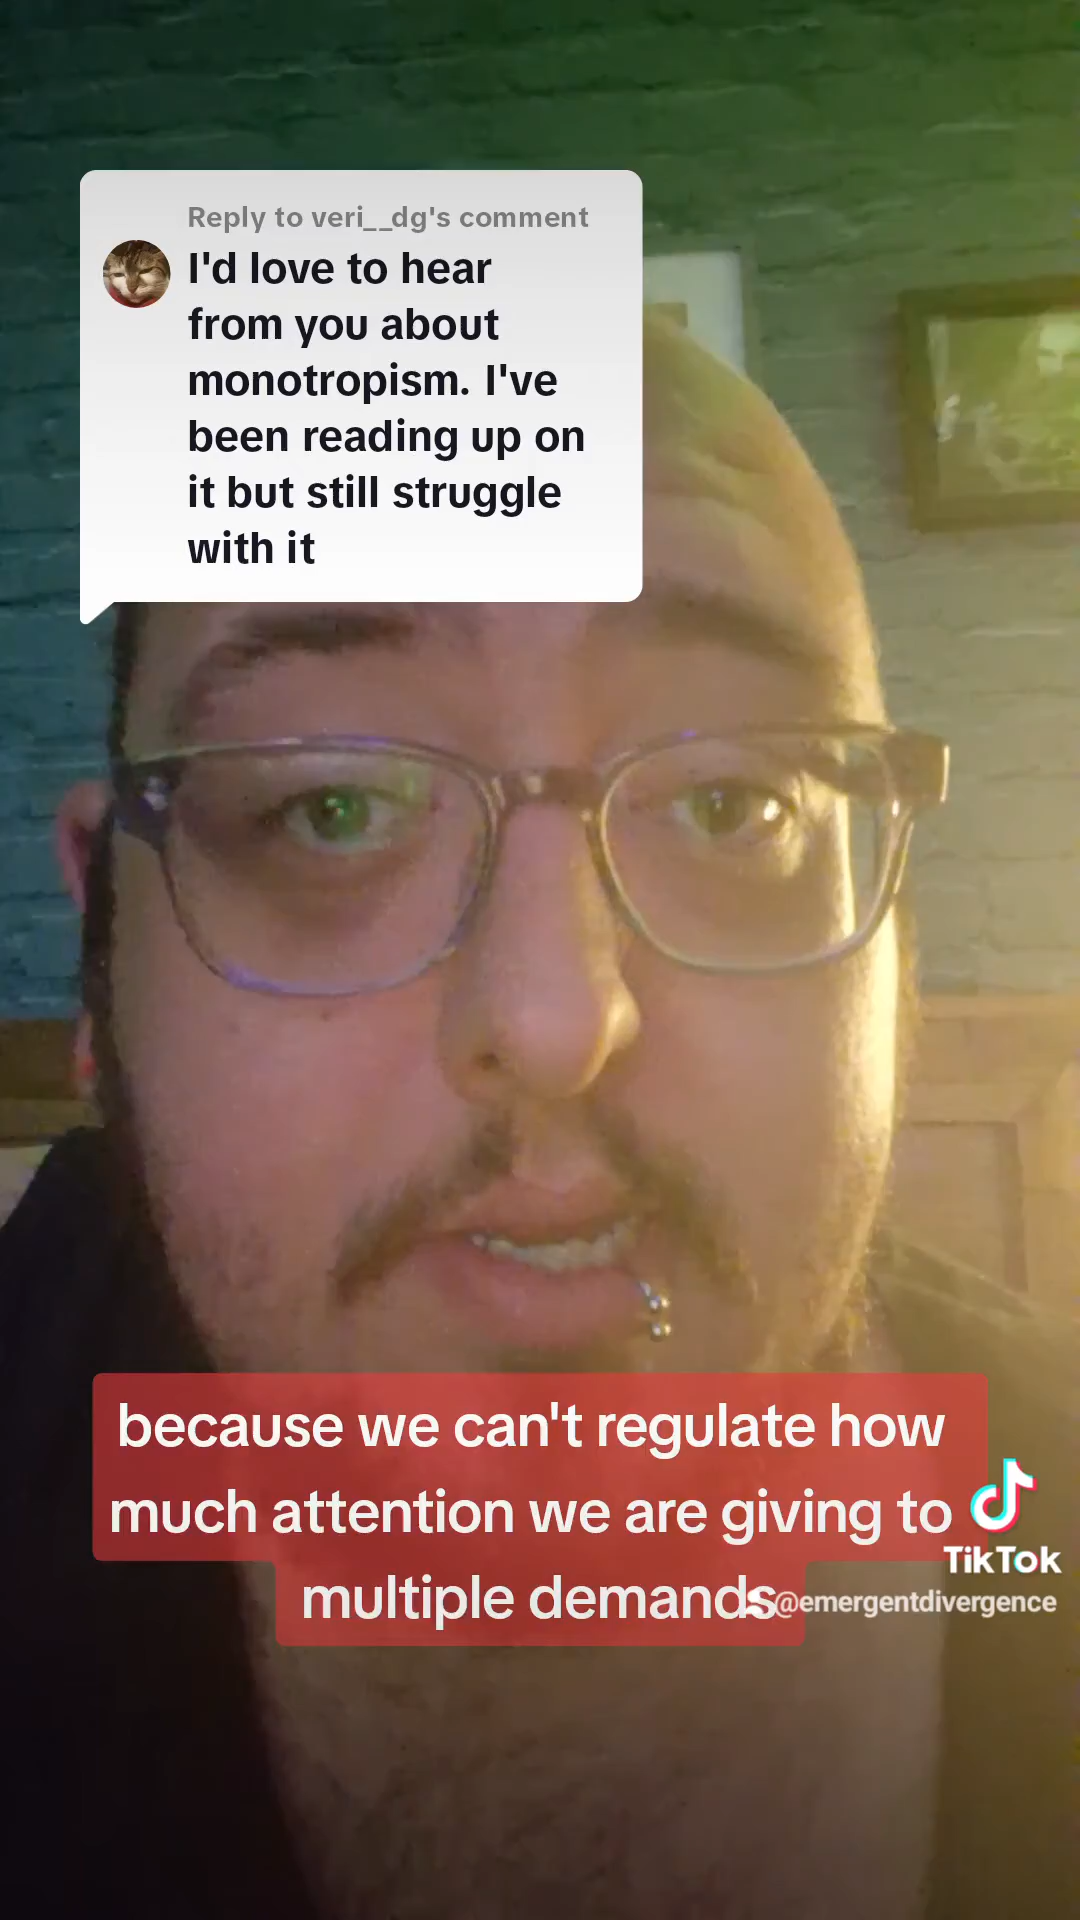 Reply to veri__dg's comment
I'd love to hear
from you about
monotropism. I've
been reading up on
it but still struggle
with it
because we can't regulate how
much attention we are giving to
multiple demands
TikTok
@emergentdivergence